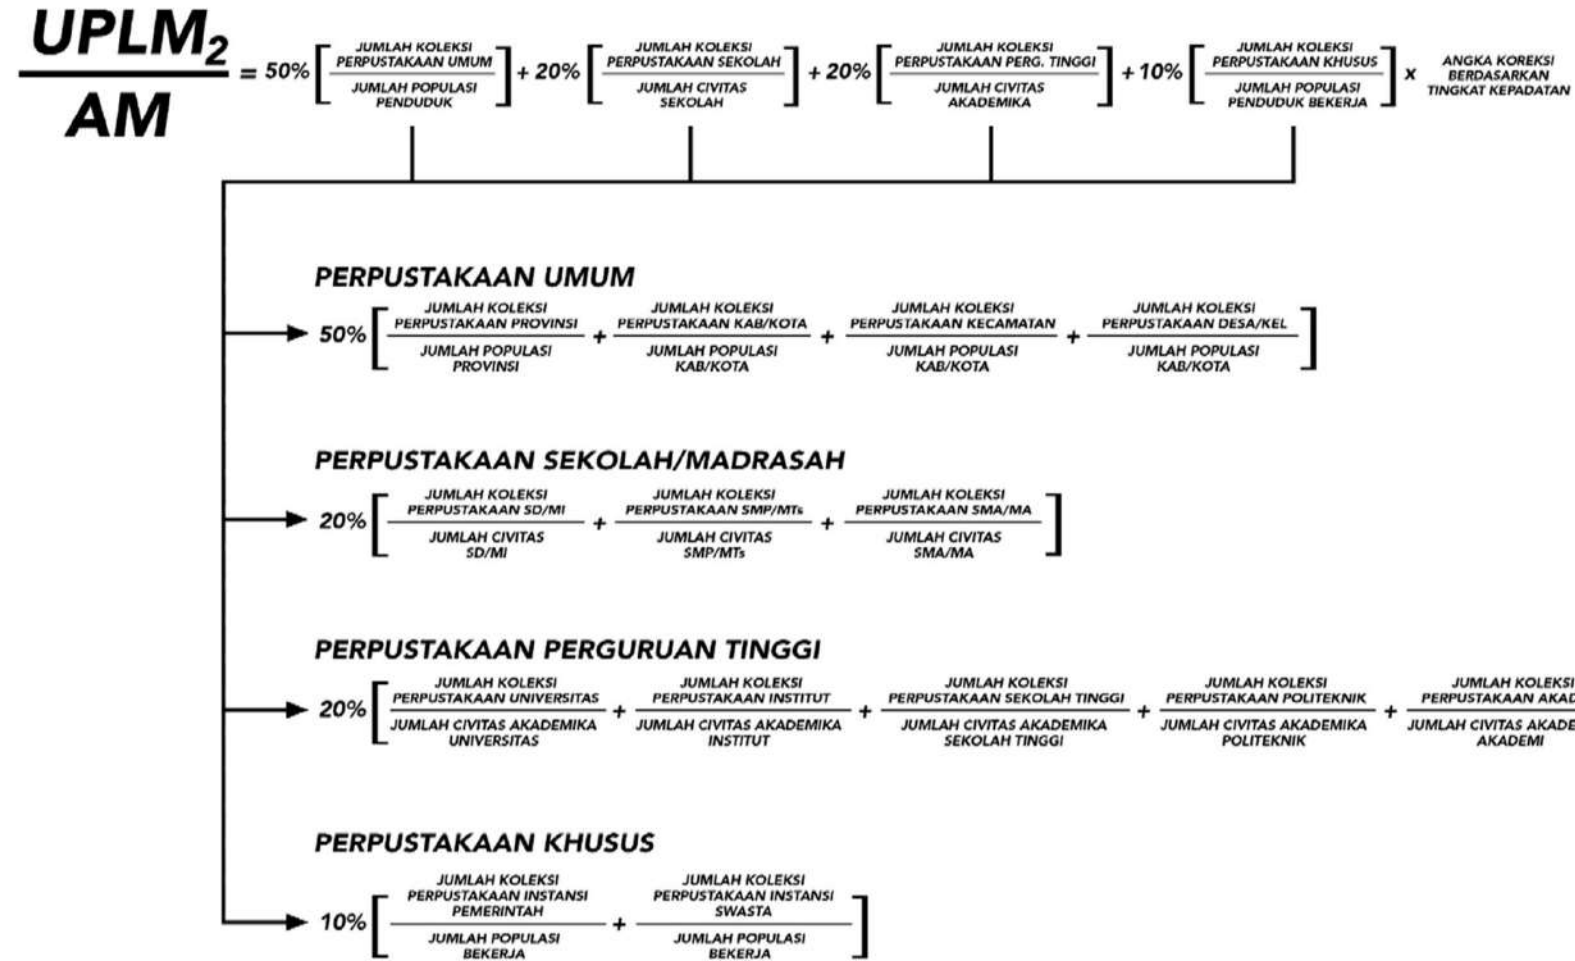 UPLM2
AM
= 50% [ JUMLAH KOLEKSI
PERPUSTAKAAN UMUM
JUMLAH POPULASI
PENDUDUK ]
+ 20% [ JUMLAH KOLEKSI
PERPUSTAKAAN SEKOLAH
JUMLAH CIVITAS
SEKOLAH ]
+ 20% [ JUMLAH KOLEKSI
PERPUSTAKAAN PERG. TINGGI
JUMLAH CIVITAS
AKADEMIKA ]
+ 10% [ JUMLAH KOLEKSI
PERPUSTAKAAN KHUSUS
JUMLAH POPULASI
PENDUDUK BEKERJA ]
x ANGKA KOREKSI
BERDASARKAN
TINGKAT KEPADATAN
PERPUSTAKAAN UMUM
50% [ JUMLAH KOLEKSI
PERPUSTAKAAN PROVINSI
JUMLAH POPULASI
PROVINSI
+ JUMLAH KOLEKSI
PERPUSTAKAAN KAB/KOTA
JUMLAH POPULASI
KAB/KOTA
+ JUMLAH KOLEKSI
PERPUSTAKAAN KECAMATAN
JUMLAH POPULASI
KAB/KOTA
+ JUMLAH KOLEKSI
PERPUSTAKAAN DESA/KEL
JUMLAH POPULASI
KAB/KOTA ]
PERPUSTAKAAN SEKOLAH/MADRASAH
20% [ JUMLAH KOLEKSI
PERPUSTAKAAN SD/MI
JUMLAH CIVITAS
SD/MI
+ JUMLAH KOLEKSI
PERPUSTAKAAN SMP/MTs
JUMLAH CIVITAS
SMP/MTs
+ JUMLAH KOLEKSI
PERPUSTAKAAN SMA/MA
JUMLAH CIVITAS
SMA/MA ]
PERPUSTAKAAN PERGURUAN TINGGI
20% [ JUMLAH KOLEKSI
PERPUSTAKAAN UNIVERSITAS
JUMLAH CIVITAS AKADEMIKA
UNIVERSITAS
+ JUMLAH KOLEKSI
PERPUSTAKAAN INSTITUT
JUMLAH CIVITAS AKADEMIKA
INSTITUT
+ JUMLAH KOLEKSI
PERPUSTAKAAN SEKOLAH TINGGI
JUMLAH CIVITAS AKADEMIKA
SEKOLAH TINGGI
+ JUMLAH KOLEKSI
PERPUSTAKAAN POLITEKNIK
JUMLAH CIVITAS AKADEMIKA
POLITEKNIK
+ JUMLAH KOLEKSI
PERPUSTAKAAN
JUMLAH CIVITAS
AKADEMI
PERPUSTAKAAN KHUSUS
10% [ JUMLAH KOLEKSI
PERPUSTAKAAN INSTANSI
PEMERINTAH
JUMLAH POPULASI
BEKERJA
+ JUMLAH KOLEKSI
PERPUSTAKAAN INSTANSI
SWASTA
JUMLAH POPULASI
BEKERJA ]